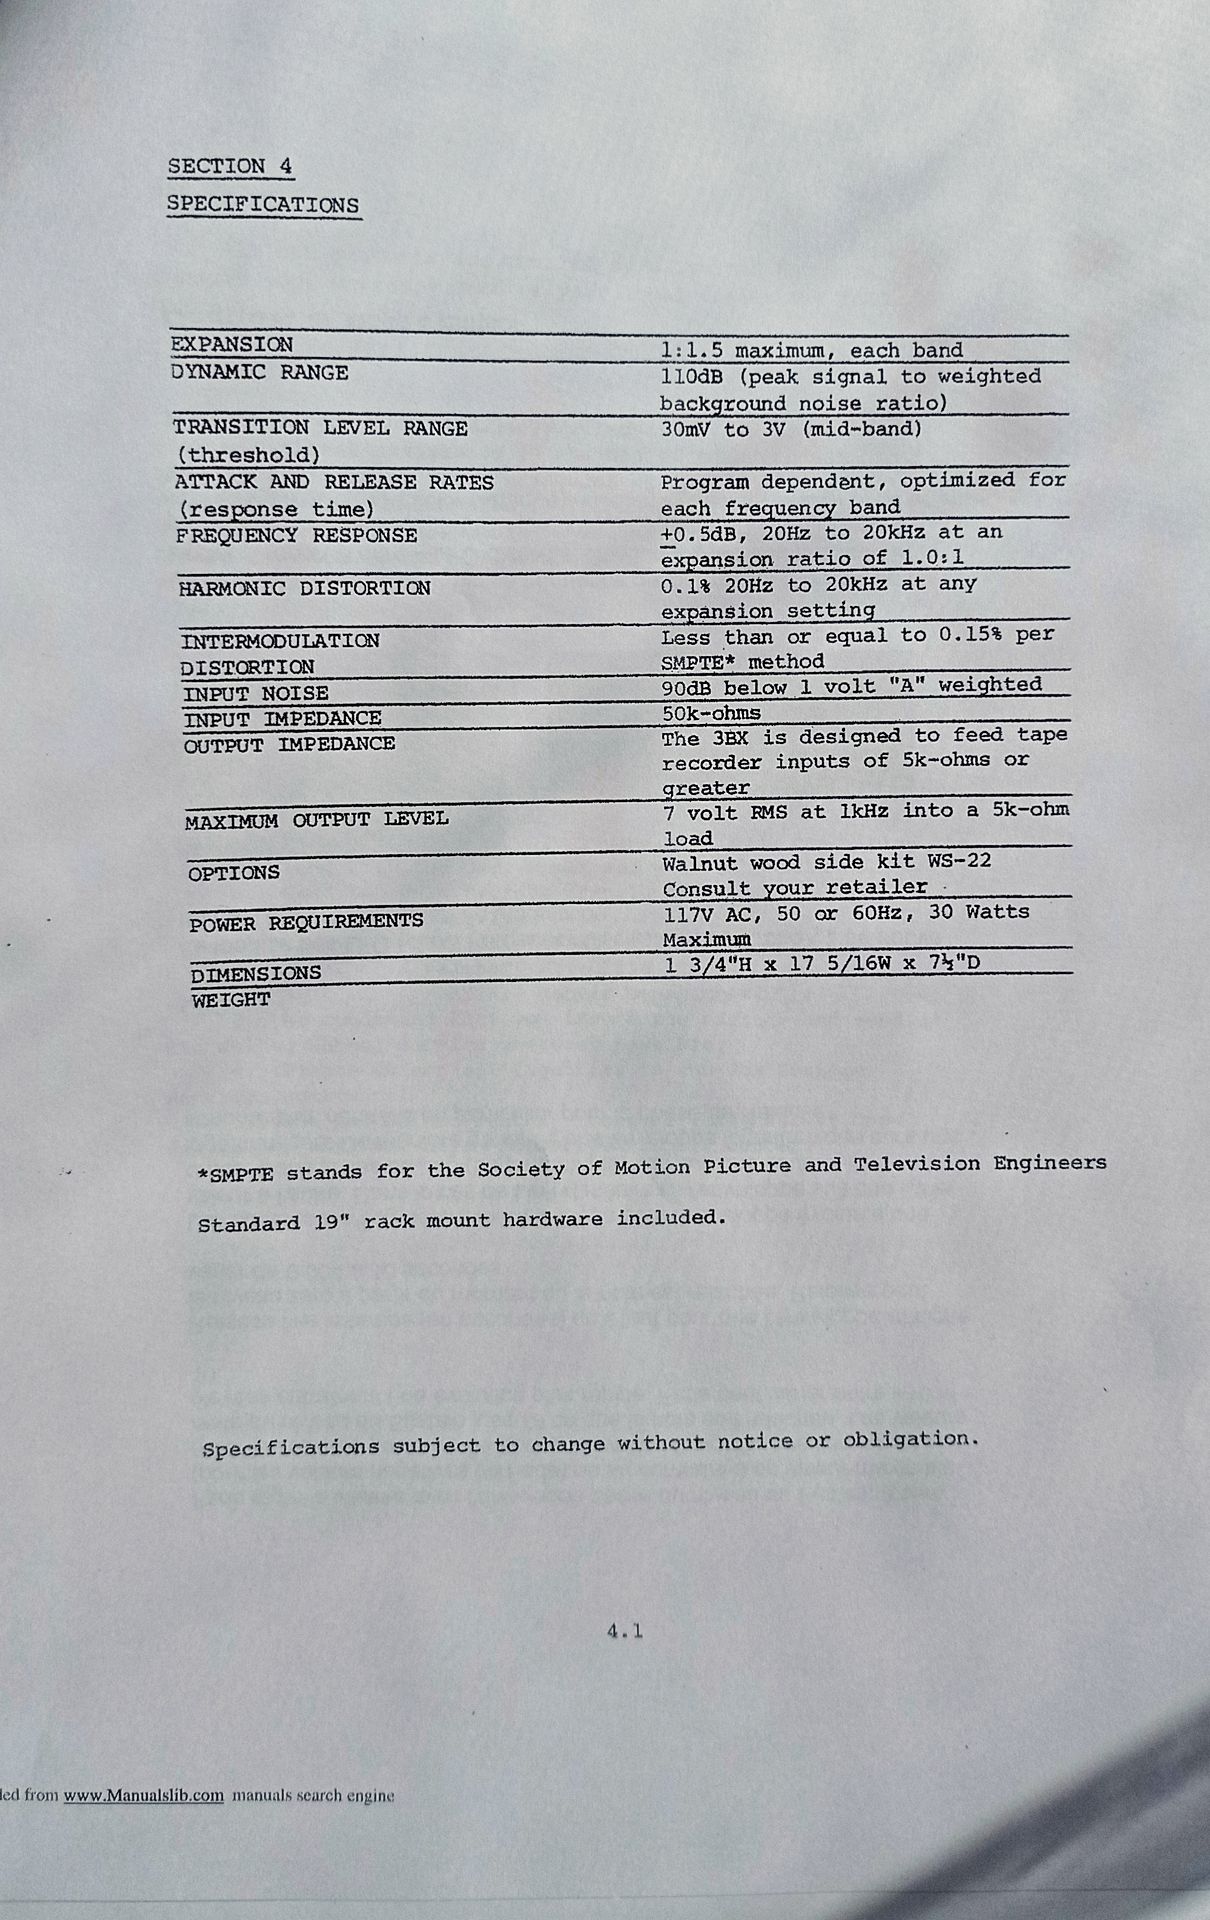 SECTION 4
SPECIFICATIONS
EXPANSION 1:1.5 maximum, each band
DYNAMIC RANGE 110dB (peak signal to weighted
background noise ratio)
TRANSITION LEVEL RANGE 30mV to 3V (mid-band)
(threshold)
ATTACK AND RELEASE RATES Program dependent, optimized for
(response time) each frequency band
FREQUENCY RESPONSE ±0.5dB, 20Hz to 20kHz at an
expansion ratio of 1.0:1
HARMONIC DISTORTION 0.1% 20Hz to 20kHz at any
expansion setting
INTERMODULATION Less than or equal to 0.15% per
DISTORTION SMPTE* method
INPUT NOISE 90dB below 1 volt "A" weighted
INPUT IMPEDANCE 50k-ohms
OUTPUT IMPEDANCE The 3BX is designed to feed tape
recorder inputs of 5k-ohms or
greater
MAXIMUM OUTPUT LEVEL 7 volt RMS at 1kHz into a 5k-ohm
load
OPTIONS Walnut wood side kit WS-22
Consult your retailer
POWER REQUIREMENTS 117V AC, 50 or 60Hz, 30 Watts
Maximum
DIMENSIONS 1 3/4"H x 17 5/16W x 7½"D
WEIGHT
*SMPTE stands for the Society of Motion Picture and Television Engineers
Standard 19" rack mount hardware included.
Specifications subject to change without notice or obligation.
4.1
from www.Manualslib.com manuals search engine